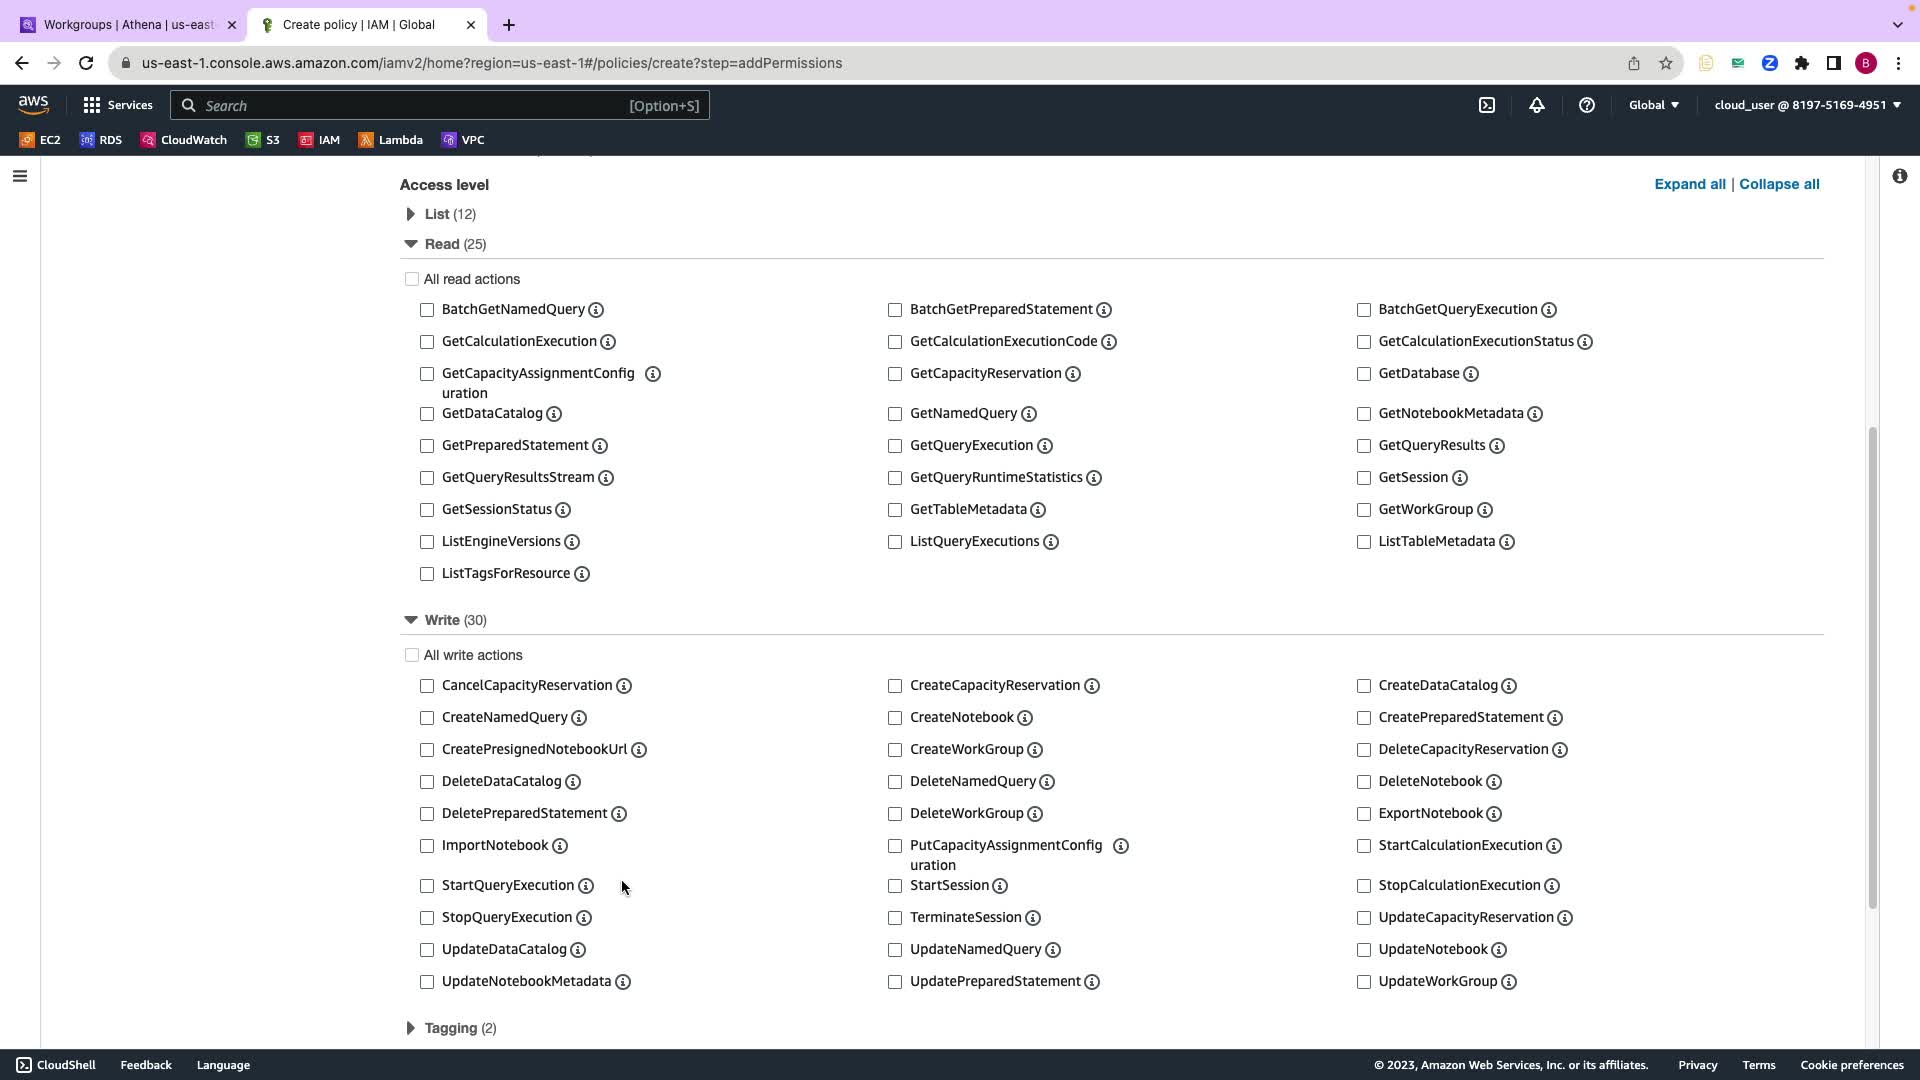 Workgroups | Athena | us-east-
Create policy | IAM | Global
us-east-1.console.aws.amazon.com/iamv2/home?region=us-east-1#/policies/create?step=addPermissions
B
aws
Services
Search
[Option+S]
Global
cloud_user @ 8197-5169-4951
EC2
RDS
CloudWatch
S3
IAM
Lambda
VPC
Access level
Expand all | Collapse all
List (12)
Read (25)
All read actions
BatchGetNamedQuery
BatchGetPreparedStatement
BatchGetQueryExecution
GetCalculationExecution
GetCalculationExecutionCode
GetCalculationExecutionStatus
GetCapacityAssignmentConfig
uration
GetCapacityReservation
GetDatabase
GetDataCatalog
GetNamedQuery
GetNotebookMetadata
GetPreparedStatement
GetQueryExecution
GetQueryResults
GetQueryResultsStream
GetQueryRuntimeStatistics
GetSession
GetSessionStatus
GetTableMetadata
GetWorkGroup
ListEngineVersions
ListQueryExecutions
ListTableMetadata
ListTagsForResource
Write (30)
All write actions
CancelCapacityReservation
CreateCapacityReservation
CreateDataCatalog
CreateNamedQuery
CreateNotebook
CreatePreparedStatement
CreatePresignedNotebookUrl
CreateWorkGroup
DeleteCapacityReservation
DeleteDataCatalog
DeleteNamedQuery
DeleteNotebook
DeletePreparedStatement
DeleteWorkGroup
ExportNotebook
ImportNotebook
PutCapacityAssignmentConfig
uration
StartCalculationExecution
StartQueryExecution
StartSession
StopCalculationExecution
StopQueryExecution
TerminateSession
UpdateCapacityReservation
UpdateDataCatalog
UpdateNamedQuery
UpdateNotebook
UpdateNotebookMetadata
UpdatePreparedStatement
UpdateWorkGroup
Tagging (2)
CloudShell
Feedback
Language
© 2023, Amazon Web Services, Inc. or its affiliates.
Privacy
Terms
Cookie preferences